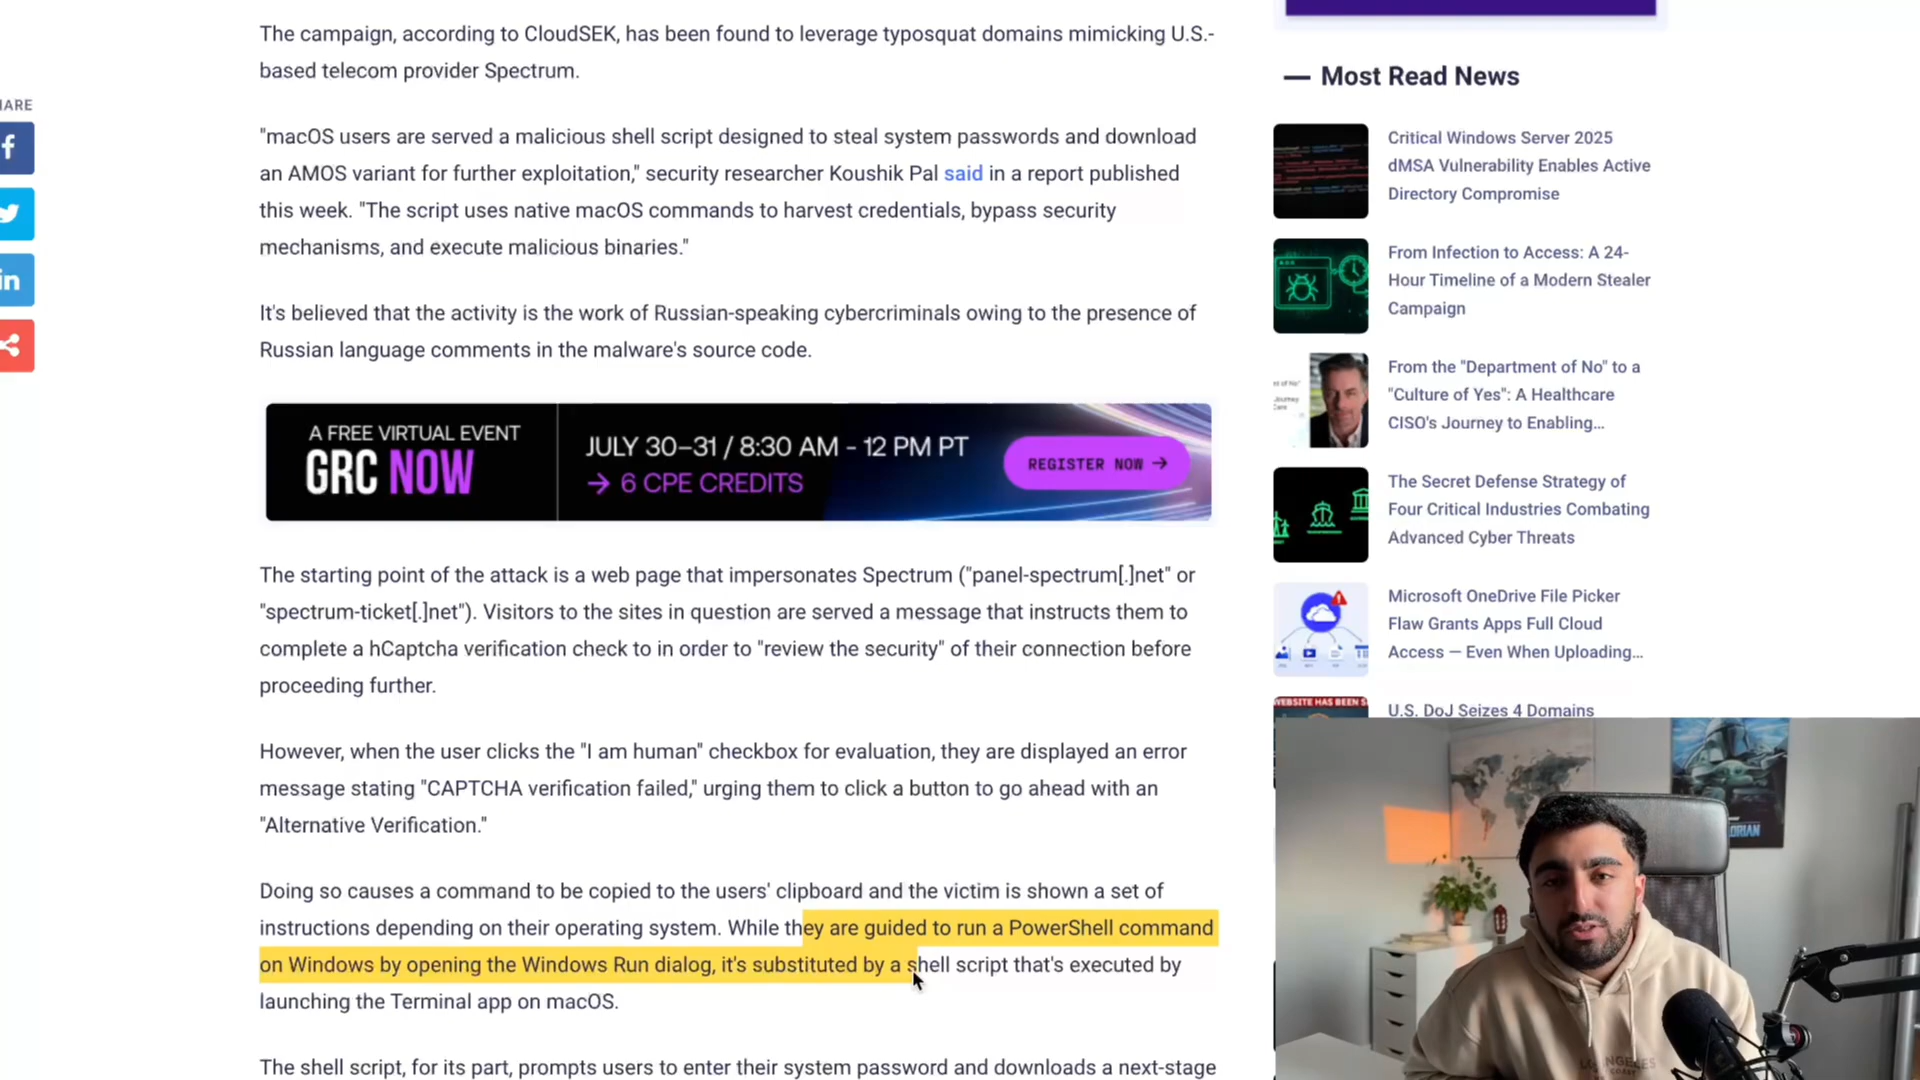 The campaign, according to CloudSEK, has been found to leverage typosquat domains mimicking U.S.-
based telecom provider Spectrum.
"macOS users are served a malicious shell script designed to steal system passwords and download
an AMOS variant for further exploitation," security researcher Koushik Pal said in a report published
this week. "The script uses native macOS commands to harvest credentials, bypass security
mechanisms, and execute malicious binaries."
It's believed that the activity is the work of Russian-speaking cybercriminals owing to the presence of
Russian language comments in the malware's source code.
A FREE VIRTUAL EVENT
GRC NOW
JULY 30–31 / 8:30 AM - 12 PM PT
→ 6 CPE CREDITS
REGISTER NOW →
The starting point of the attack is a web page that impersonates Spectrum ("panel-spectrum[.]net" or
"spectrum-ticket[.]net"). Visitors to the sites in question are served a message that instructs them to
complete a hCaptcha verification check to in order to "review the security" of their connection before
proceeding further.
However, when the user clicks the "I am human" checkbox for evaluation, they are displayed an error
message stating "CAPTCHA verification failed," urging them to click a button to go ahead with an
"Alternative Verification."
Doing so causes a command to be copied to the users' clipboard and the victim is shown a set of
instructions depending on their operating system. While they are guided to run a PowerShell command
on Windows by opening the Windows Run dialog, it's substituted by a shell script that's executed by
launching the Terminal app on macOS.
The shell script, for its part, prompts users to enter their system password and downloads a next-stage
HARE
f
in
Most Read News
Critical Windows Server 2025
dMSA Vulnerability Enables Active
Directory Compromise
From Infection to Access: A 24-
Hour Timeline of a Modern Stealer
Campaign
From the "Department of No" to a
"Culture of Yes": A Healthcare
CISO's Journey to Enabling...
The Secret Defense Strategy of
Four Critical Industries Combating
Advanced Cyber Threats
Microsoft OneDrive File Picker
Flaw Grants Apps Full Cloud
Access — Even When Uploading...
U.S. DoJ Seizes 4 Domains
WEBSITE HAS BEEN S
LOS ANGELES